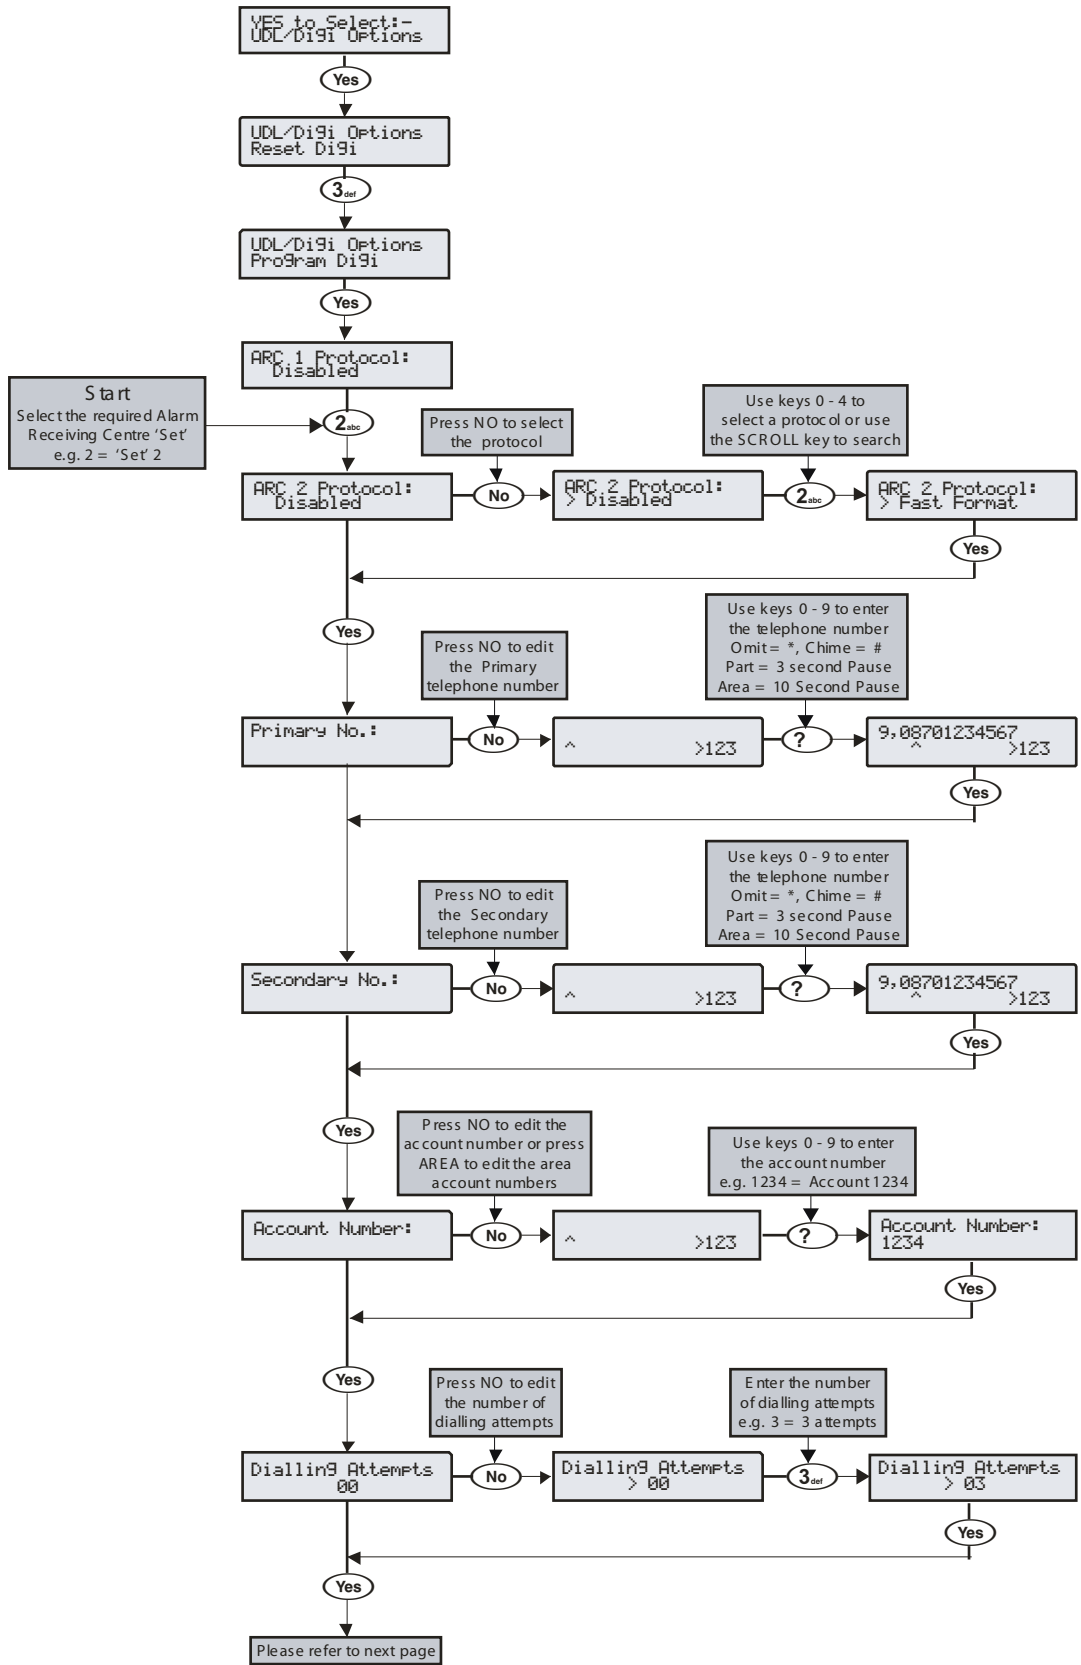 YES to Select:-
UDL/Digi Options
Yes
UDL/Digi Options
Reset Digi
3def
UDL/Digi Options
Program Digi
Yes
ARC 1 Protocol:
Disabled
Start
Select the required Alarm
Receiving Centre 'Set'
e.g. 2 = 'Set' 2
2abc
Press NO to select
the protocol
Use keys 0 - 4 to
select a protocol or use
the SCROLL key to search
ARC 2 Protocol:
Disabled
No
ARC 2 Protocol:
> Disabled
2abc
ARC 2 Protocol:
> Fast Format
Yes
Yes
Press NO to edit
the Primary
telephone number
Use keys 0 - 9 to enter
the telephone number
Omit = *, Chime = #
Part = 3 second Pause
Area = 10 Second Pause
Primary No.:
No
^ >123
?
9,08701234567
^ >123
Yes
Press NO to edit
the Secondary
telephone number
Use keys 0 - 9 to enter
the telephone number
Omit = *, Chime = #
Part = 3 second Pause
Area = 10 Second Pause
Secondary No.:
No
^ >123
?
9,08701234567
^ >123
Yes
Yes
Press NO to edit the
account number or press
AREA to edit the area
account numbers
Use keys 0 - 9 to enter
the account number
e.g. 1234 = Account 1234
Account Number:
No
^ >123
?
Account Number:
1234
Yes
Yes
Press NO to edit
the number of
dialling attempts
Enter the number
of dialling attempts
e.g. 3 = 3 attempts
Dialling Attempts
00
No
Dialling Attempts
> 00
3def
Dialling Attempts
> 03
Yes
Yes
Please refer to next page